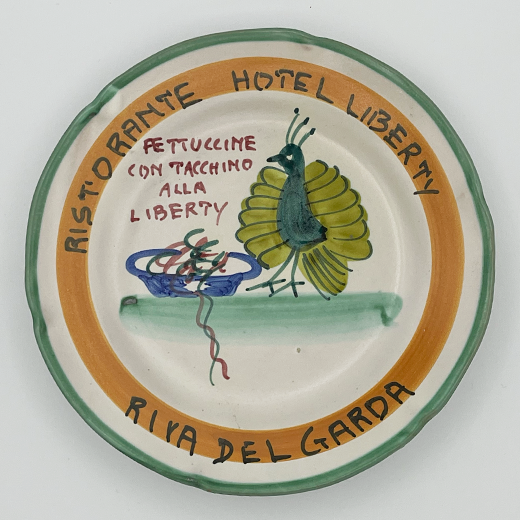 RISTORANTE HOTEL LIBERTY
FETTUCCINE
CON TACCHINO
ALLA
LIBERTY
RIVA DEL GARDA